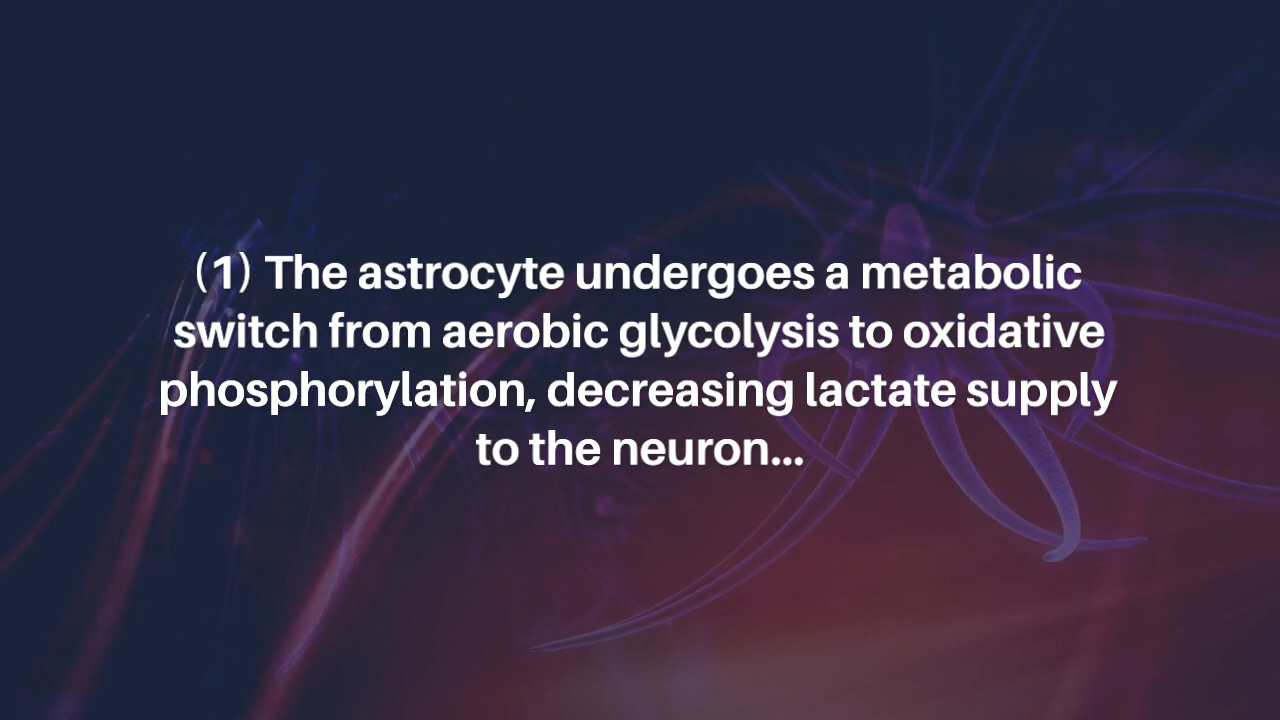 (1) The astrocyte undergoes a metabolic
switch from aerobic glycolysis to oxidative
phosphorylation, decreasing lactate supply
to the neuron...